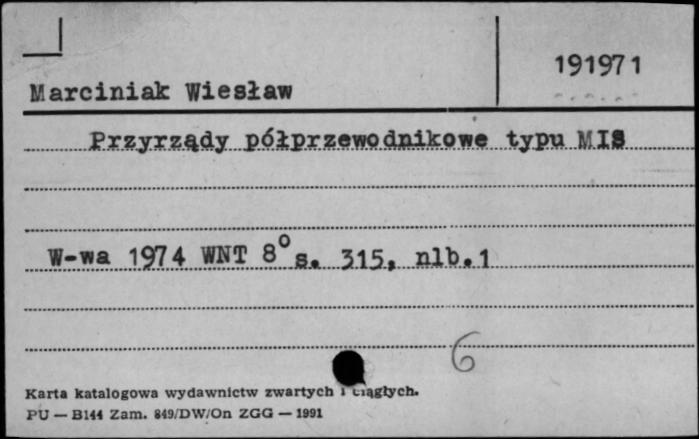 191971
Marciniak Wiesław
Przyrządy półprzewodnikowe typu MIS
W-wa 1974 WNT 8° s. 315, nlb.1
6
Karta katalogowa wydawnictw zwartych i ciągłych.
PU — B144 Zam. 849/DW/On ZGG — 1991